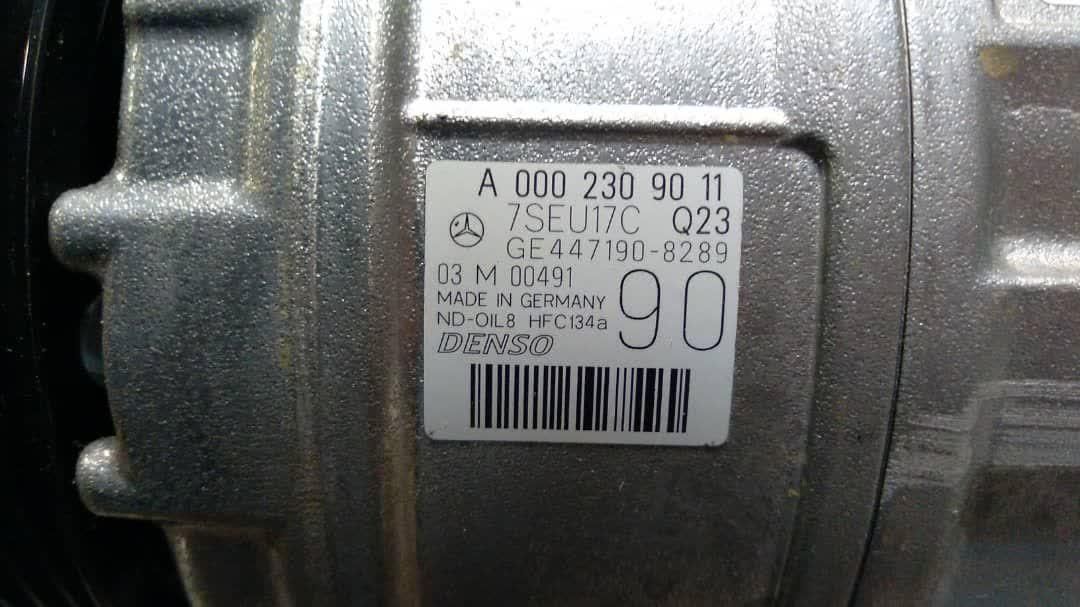 A 000 230 90 11
7SEU17C Q23
GE447190-8289
03 M 00491
MADE IN GERMANY
90
ND-OIL8 HFC134a
DENSO